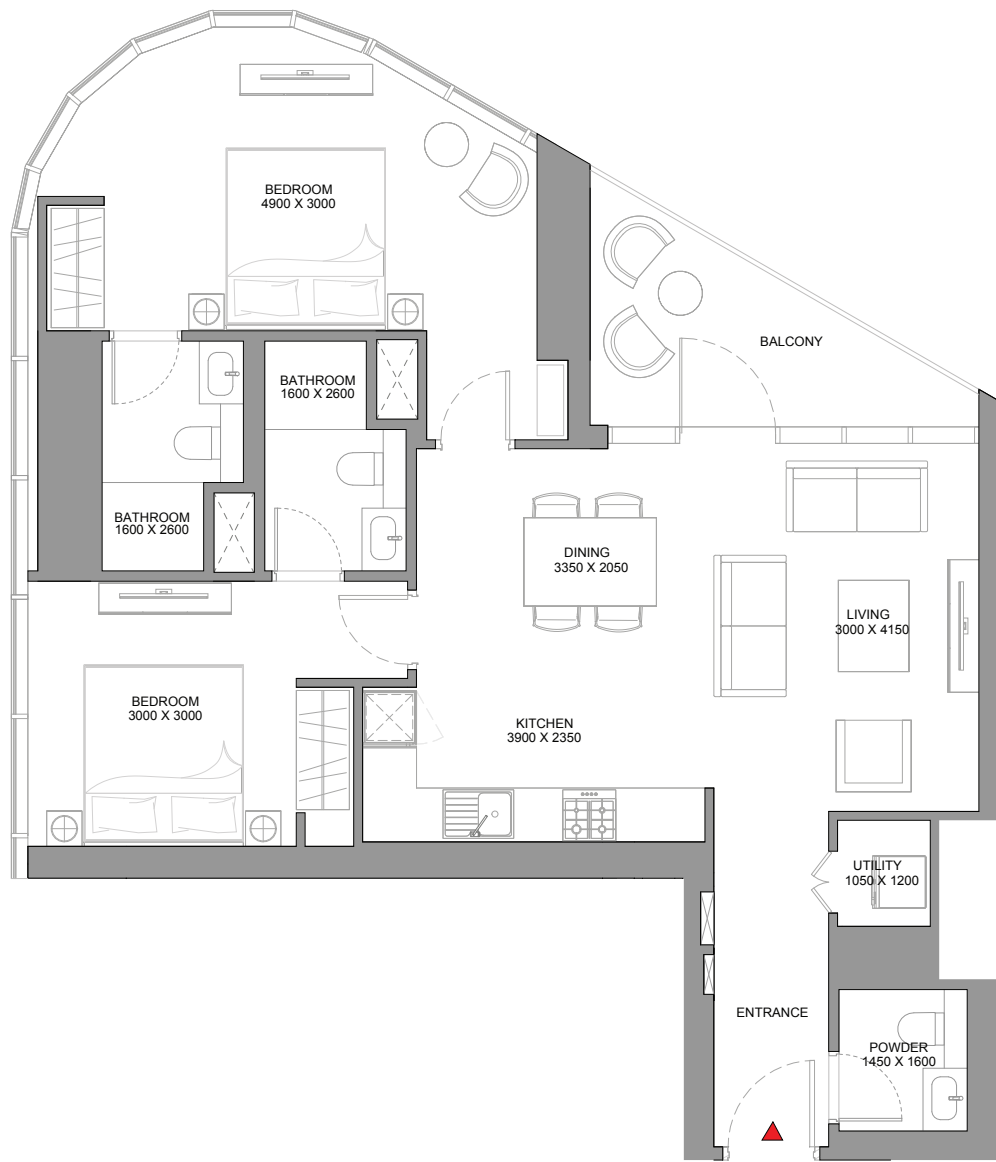 BEDROOM
4900 X 3000
BALCONY
BATHROOM
1600 X 2600
BATHROOM
1600 X 2600
DINING
3350 X 2050
LIVING
3000 X 4150
BEDROOM
3000 X 3000
KITCHEN
3900 X 2350
UTILITY
1050 X 1200
ENTRANCE
POWDER
1450 X 1600